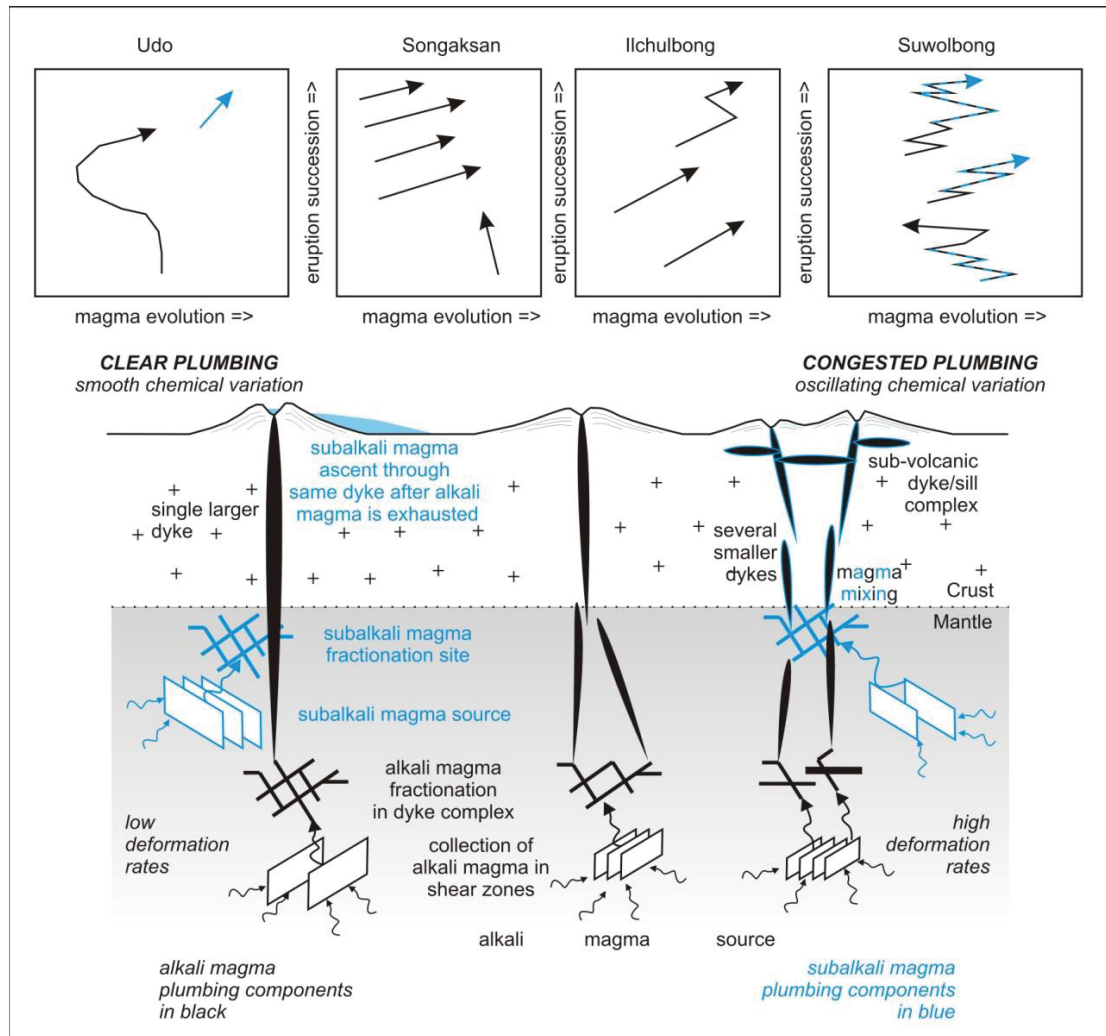 Udo
Songaksan
Ilchulbong
Suwolbong
eruption succession =>
eruption succession =>
eruption succession =>
magma evolution =>
magma evolution =>
magma evolution =>
magma evolution =>
CLEAR PLUMBING
smooth chemical variation
CONGESTED PLUMBING
oscillating chemical variation
subalkali magma
ascent through
same dyke after alkali
magma is exhausted
single larger
dyke
sub-volcanic
dyke/sill
complex
several
smaller
dykes
magma
mixing
Crust
Mantle
subalkali magma
fractionation site
subalkali magma source
alkali magma
fractionation
in dyke complex
low
deformation
rates
collection of
alkali magma in
shear zones
high
deformation
rates
alkali magma source
alkali magma
plumbing components
in black
subalkali magma
plumbing components
in blue